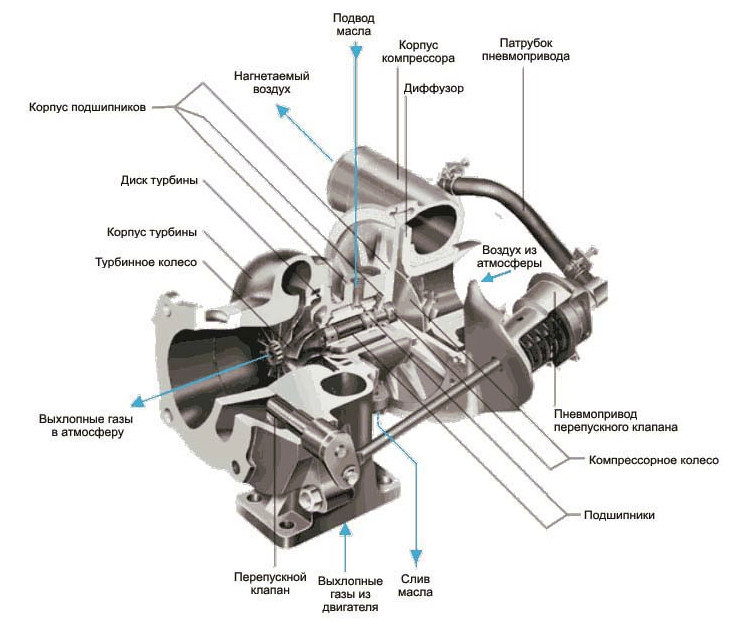 Подвод
масла
Корпус
компрессора
Патрубок
пневмопривода
Нагнетаемый
воздух
Диффузор
Корпус подшипников
Диск турбины
Корпус турбины
Воздух из
атмосферы
Турбинное колесо
Выхлопные газы
в атмосферу
Пневмопривод
перепускного клапана
Компрессорное колесо
Подшипники
Перепускной
клапан
Выхлопные
газы из
двигателя
Слив
масла